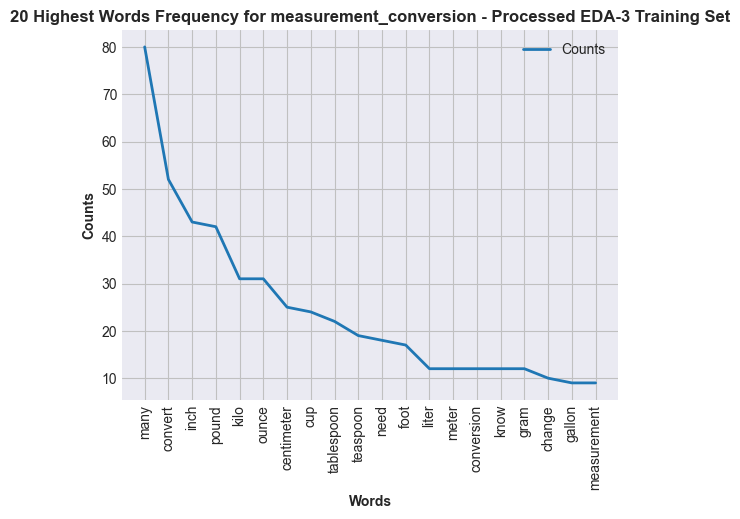 20 Highest Words Frequency for measurement_conversion - Processed EDA-3 Training Set
Counts
80
70
60
50
40
30
20
10
Counts
many
convert
inch
pound
kilo
ounce
centimeter
cup
tablespoon
teaspoon
need
foot
liter
meter
conversion
know
gram
change
gallon
measurement
Words